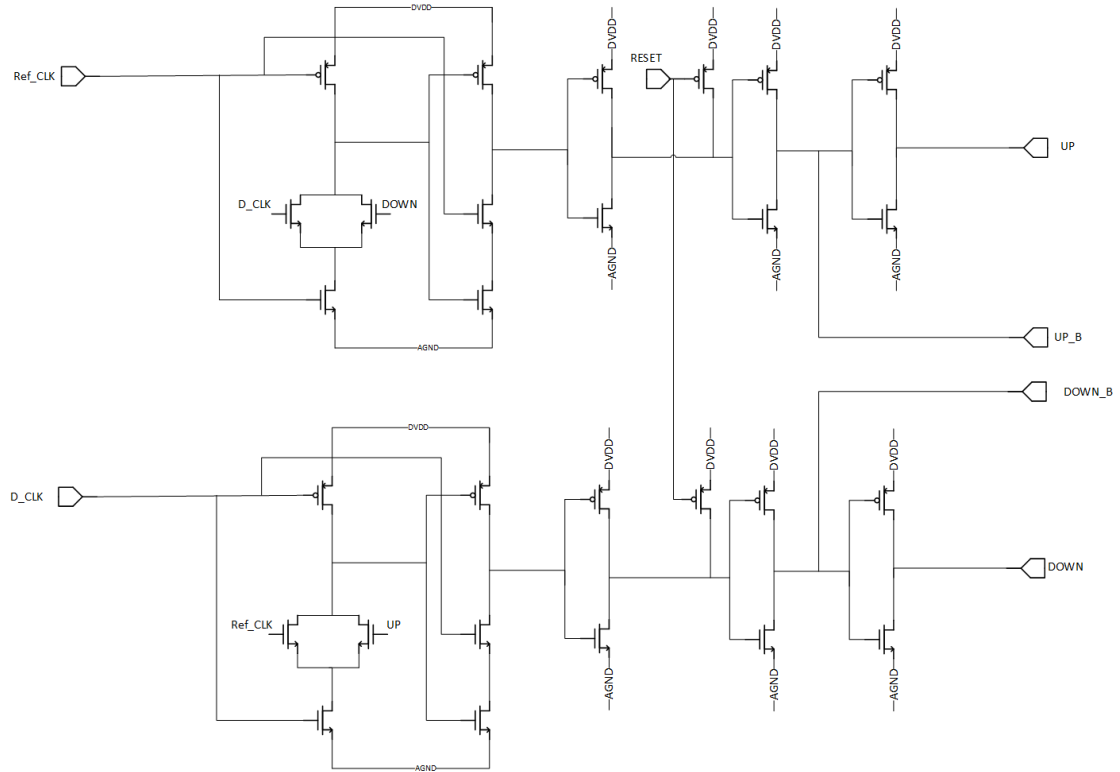 DVDD
DVDD
DVDD
DVDD
DVDD
Ref_CLK
RESET
UP
D_CLK
DOWN
AGND
AGND
AGND
AGND
UP_B
DOWN_B
DVDD
DVDD
DVDD
DVDD
DVDD
D_CLK
DOWN
Ref_CLK
UP
AGND
AGND
AGND
AGND